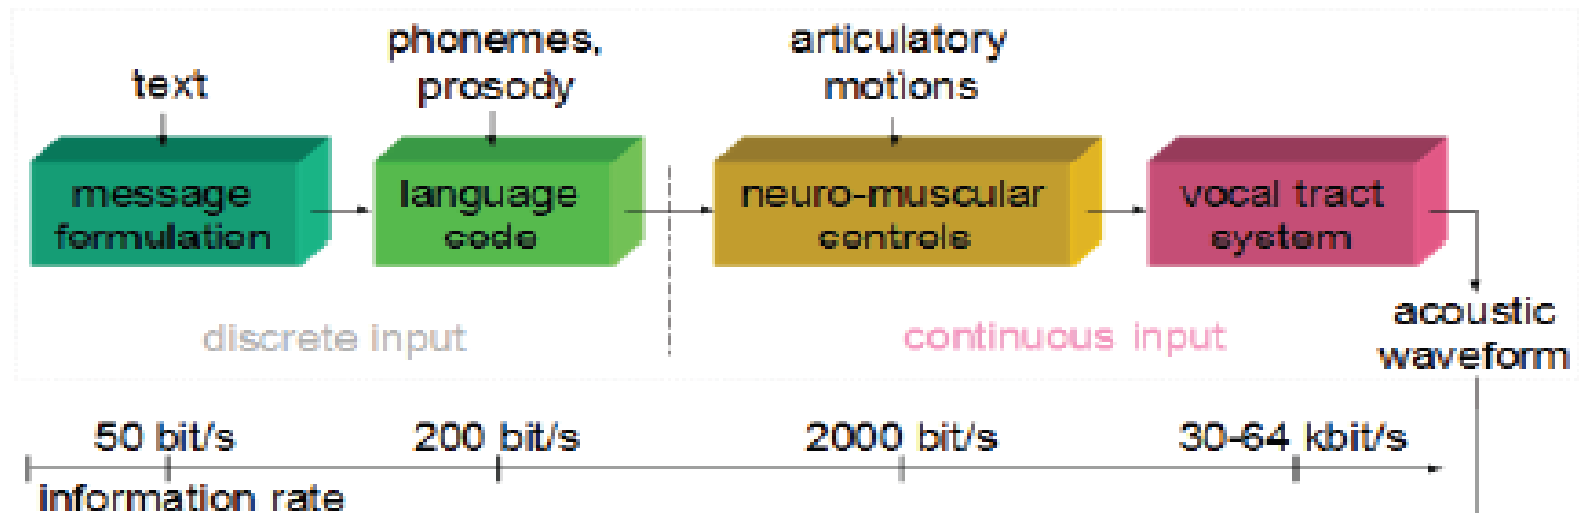 text
phonemes,
prosody
articulatory
motions
message
formulation
language
code
neuro-muscular
controls
vocal tract
system
discrete input
continuous input
acoustic
waveform
50 bit/s
200 bit/s
2000 bit/s
30-64 kbit/s
information rate